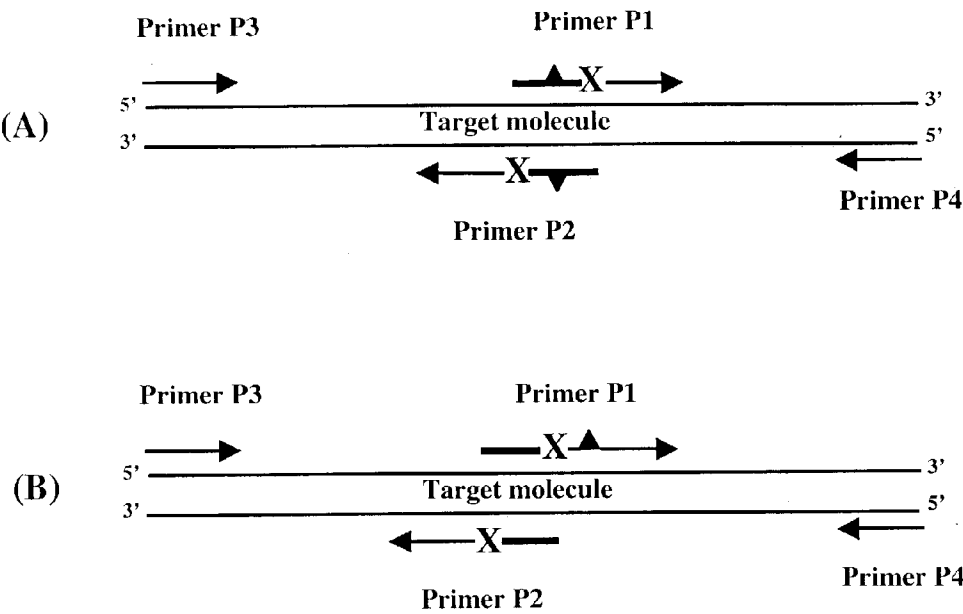 Primer P3 Primer P1
X
5' 3'
(A) Target molecule
3' 5'
X
Primer P2 Primer P4
Primer P3 Primer P1
X
5' 3'
(B) Target molecule
3' 5'
X
Primer P2 Primer P4